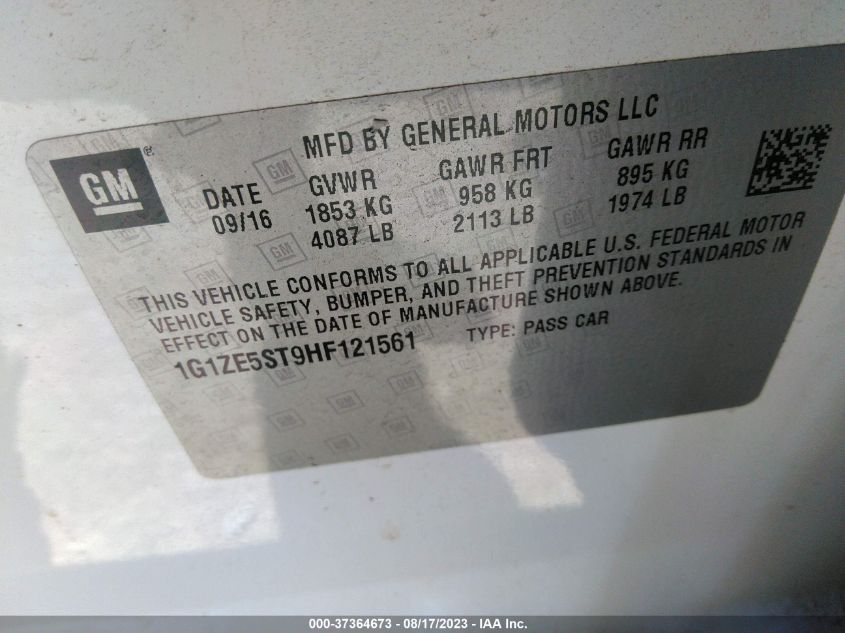 MFD BY GENERAL MOTORS LLC
GM®
DATE GVWR GAWR FRT GAWR RR
09/16 1853 KG 958 KG 895 KG
4087 LB 2113 LB 1974 LB
THIS VEHICLE CONFORMS TO ALL APPLICABLE U.S. FEDERAL MOTOR
VEHICLE SAFETY, BUMPER, AND THEFT PREVENTION STANDARDS IN
EFFECT ON THE DATE OF MANUFACTURE SHOWN ABOVE.
1G1ZE5ST9HF121561 TYPE: PASS CAR
000-37364673 - 08/17/2023 - IAA Inc.